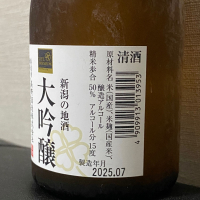 清酒
原材料名 米(国産)、米麹(国産米)、
醸造アルコール
精米歩合 50% アルコール分 15度
新潟の地酒
大吟醸
製造年月
2025.07